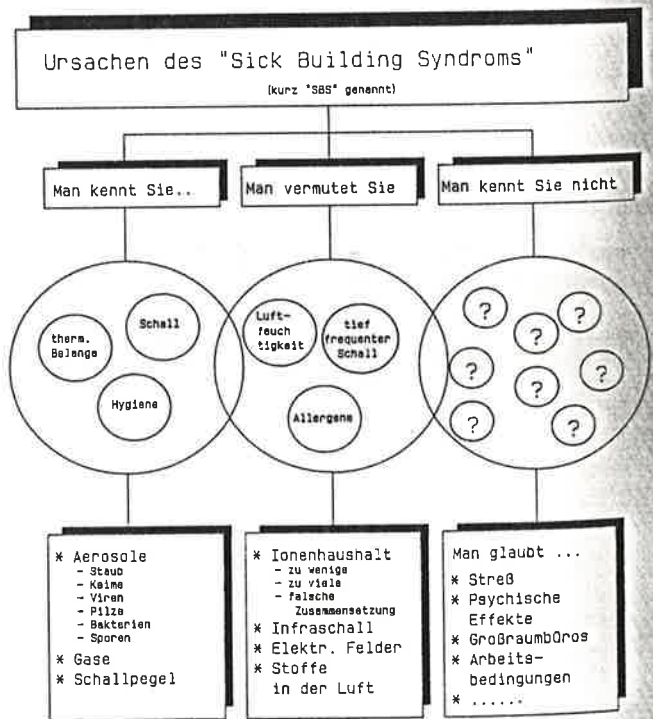 Ursachen des "Sick Building Syndroms"
(kurz "SBS" genannt)
Man kennt Sie..
Man vermutet Sie
Man kennt Sie nicht
therm.
Belange
Schall
Hygiene
Luft-
feuch
tigkeit
tief
frequenter
Schall
Allergene
?
?
?
?
?
?
?
?
* Aerosole
- Staub
- Keime
- Viren
- Pilze
- Bakterien
- Sporen
* Gase
* Schallpegel
* Ionenhaushalt
- zu wenige
- zu viele
- falsche
Zusammensetzung
* Infraschall
* Elektr. Felder
* Stoffe
in der Luft
Man glaubt ...
* Streß
* Psychische
Effekte
* Großraumbüros
* Arbeits-
bedingungen
* ......